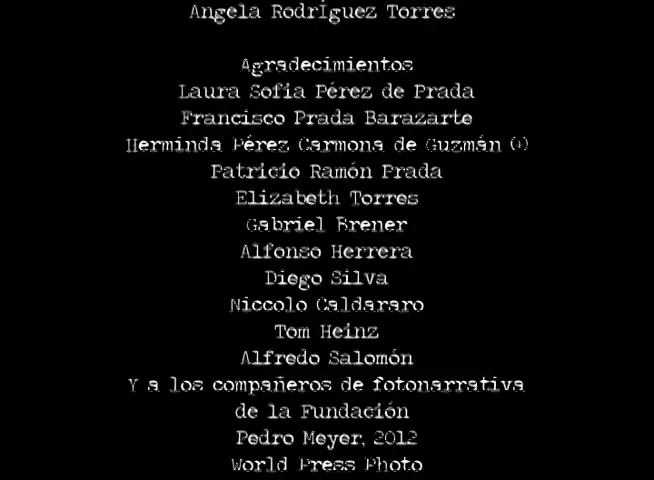 Angela Rodríguez Torres
Agradecimientos
Laura Sofía Pérez de Prada
Francisco Prada Barazarte
Herminda Pérez Carmona de Guzmán (+)
Patricio Ramón Prada
Elizabeth Torres
Gabriel Brener
Alfonso Herrera
Diego Silva
Niccolo Caldararo
Tom Heinz
Alfredo Salomón
Y a los compañeros de fotonarrativa
de la Fundación
Pedro Meyer, 2012
World Press Photo